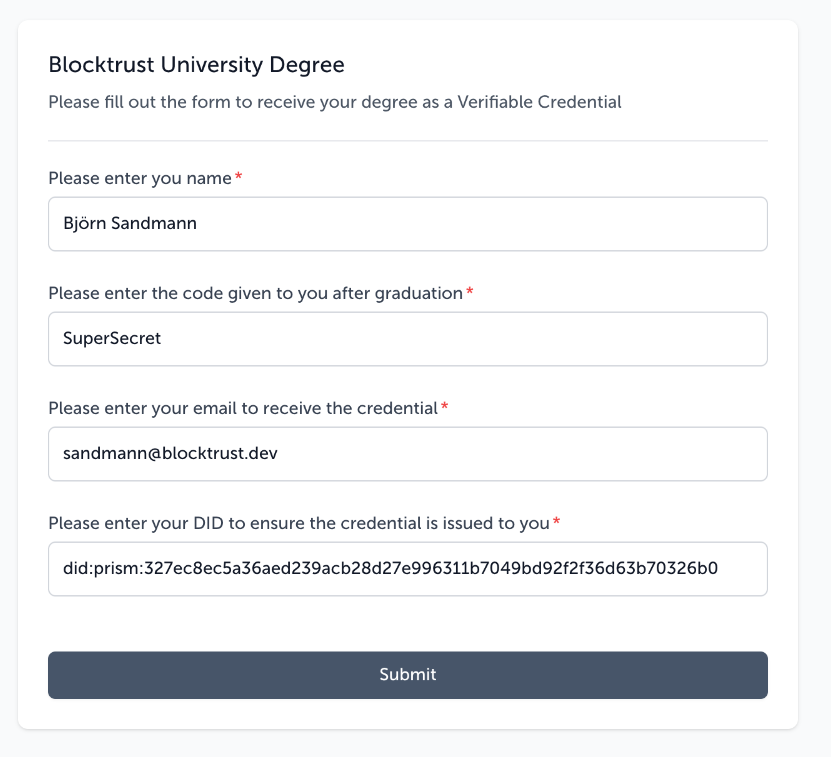 Blocktrust University Degree
Please fill out the form to receive your degree as a Verifiable Credential
Please enter you name*
Björn Sandmann
Please enter the code given to you after graduation*
SuperSecret
Please enter your email to receive the credential*
sandmann@blocktrust.dev
Please enter your DID to ensure the credential is issued to you*
did:prism:327ec8ec5a36aed239acb28d27e996311b7049bd92f2f36d63b70326b0
Submit